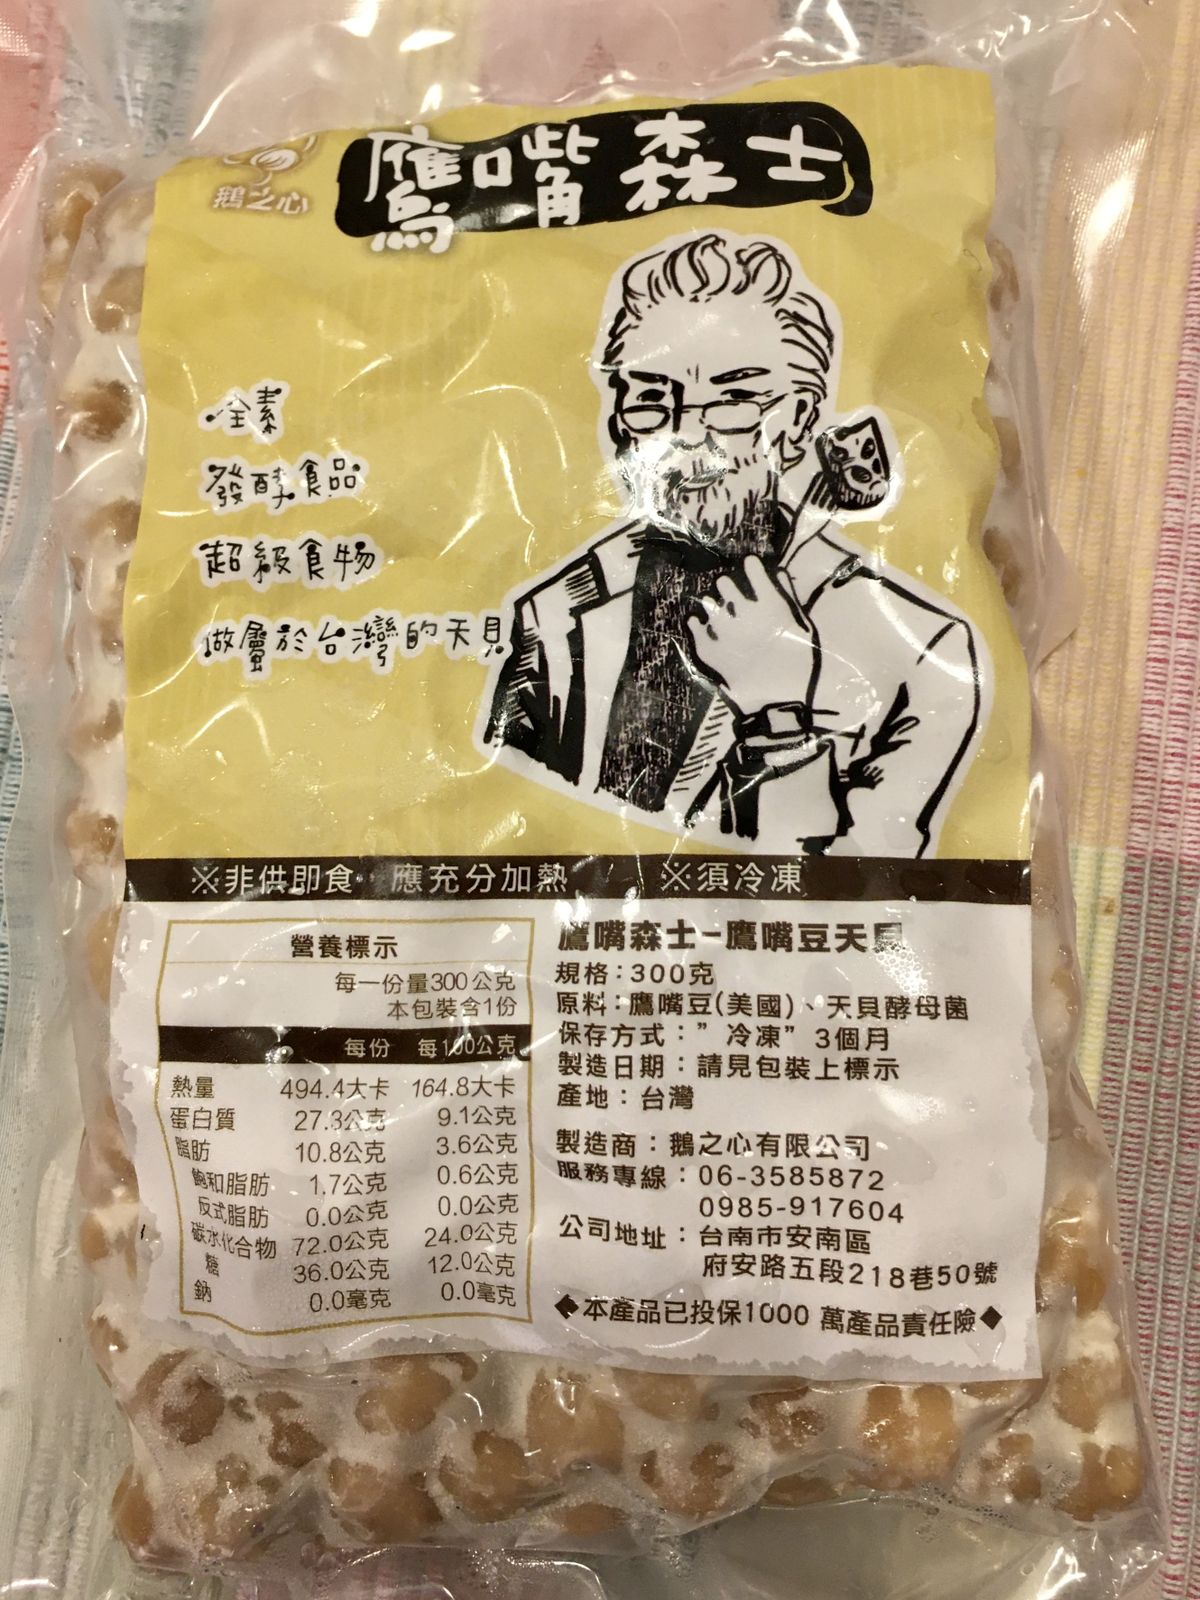 鵝之心
鷹嘴森士
全素
發酵食品
超級食物
做屬於台灣的天貝
※非供即食 應充分加熱 ※須冷凍
營養標示
每一份量300公克
本包裝含1份
每份 每100公克
熱量 494.4大卡 164.8大卡
蛋白質 27.3公克 9.1公克
脂肪 10.8公克 3.6公克
飽和脂肪 1.7公克 0.6公克
反式脂肪 0.0公克 0.0公克
碳水化合物 72.0公克 24.0公克
糖 36.0公克 12.0公克
鈉 0.0毫克 0.0毫克
鷹嘴森士-鷹嘴豆天貝
規格：300克
原料：鷹嘴豆(美國)、天貝酵母菌
保存方式：”冷凍”3個月
製造日期：請見包裝上標示
產地：台灣
製造商：鵝之心有限公司
服務專線：06-3585872
0985-917604
公司地址：台南市安南區
府安路五段218巷50號
◆本產品已投保1000 萬產品責任險◆